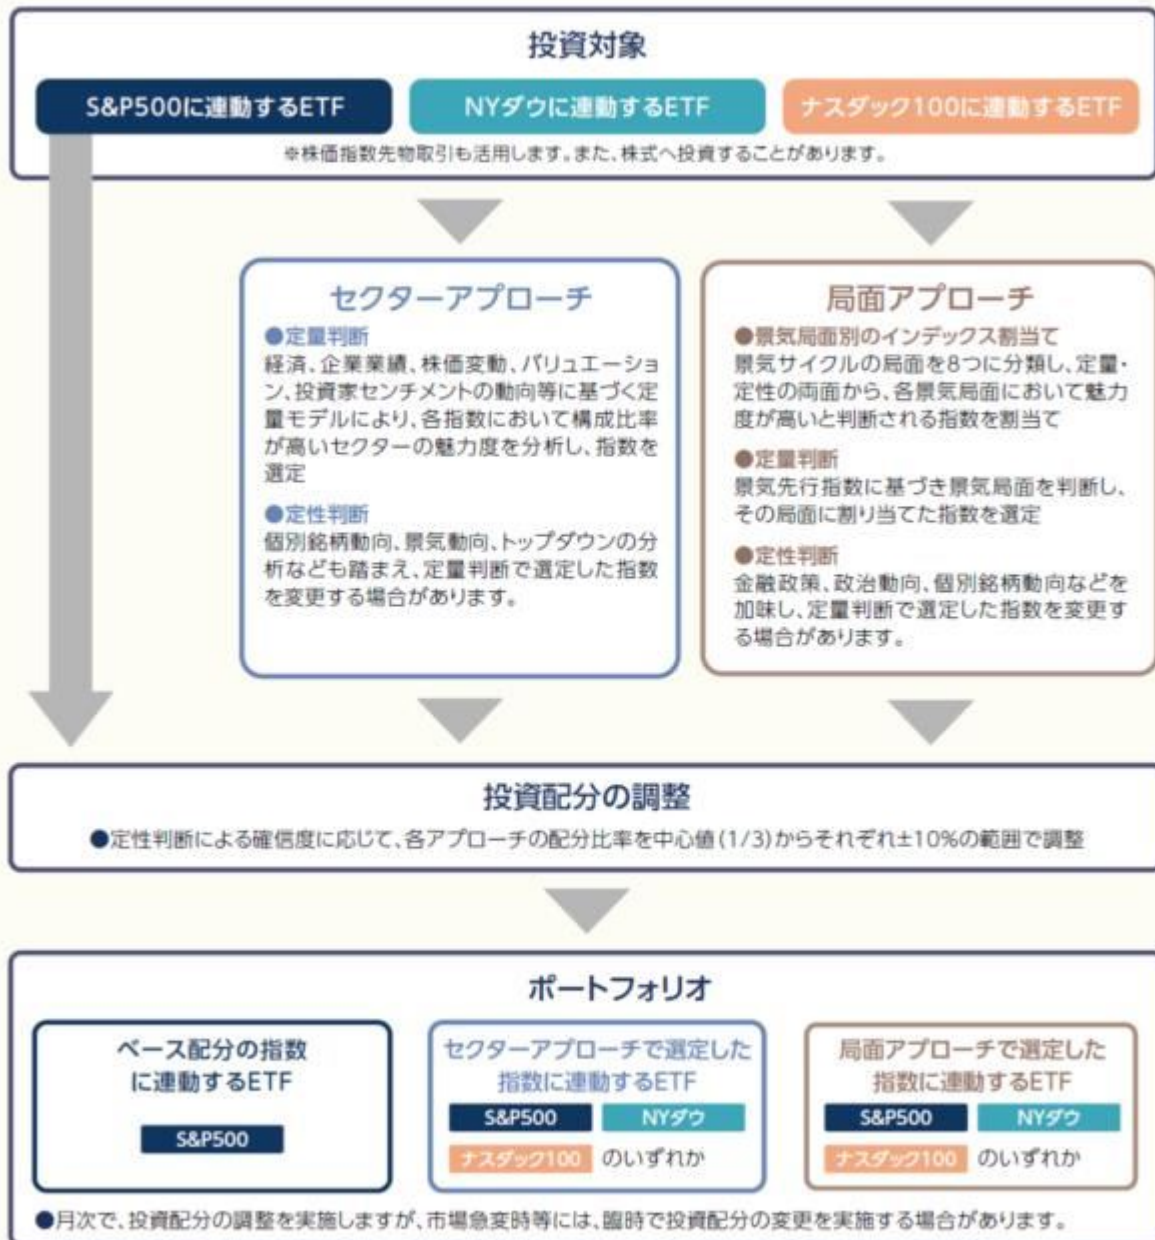 投資対象
S&P500に連動するETF
NYダウに連動するETF
ナスダック100に連動するETF
※株価指数先物取引も活用します。また、株式へ投資することがあります。
セクターアプローチ
●定量判断
経済、企業業績、株価変動、バリュエーショ
ン、投資家センチメントの動向等に基づく定
量モデルにより、各指数において構成比率
が高いセクターの魅力度を分析し、指数を
選定
●定性判断
個別銘柄動向、景気動向、トップダウンの分
析なども踏まえ、定量判断で選定した指数
を変更する場合があります。
局面アプローチ
●景気局面別のインデックス割当て
景気サイクルの局面を8つに分類し、定量・
定性の両面から、各景気局面において魅力
度が高いと判断される指数を割当て
●定量判断
景気先行指数に基づき景気局面を判断し、
その局面に割り当てた指数を選定
●定性判断
金融政策、政治動向、個別銘柄動向などを
加味し、定量判断で選定した指数を変更す
る場合があります。
投資配分の調整
●定性判断による確信度に応じて、各アプローチの配分比率を中心値(1/3)からそれぞれ±10%の範囲で調整
ポートフォリオ
ベース配分の指数
に連動するETF
S&P500
セクターアプローチで選定した
指数に連動するETF
S&P500 NYダウ
ナスダック100 のいずれか
局面アプローチで選定した
指数に連動するETF
S&P500 NYダウ
ナスダック100 のいずれか
●月次で、投資配分の調整を実施しますが、市場急変時等には、臨時で投資配分の変更を実施する場合があります。